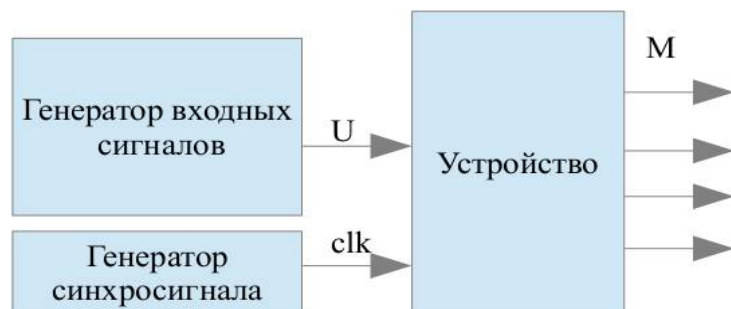 Генератор входных
сигналов
U
Устройство
M
Генератор
синхросигнала
clk